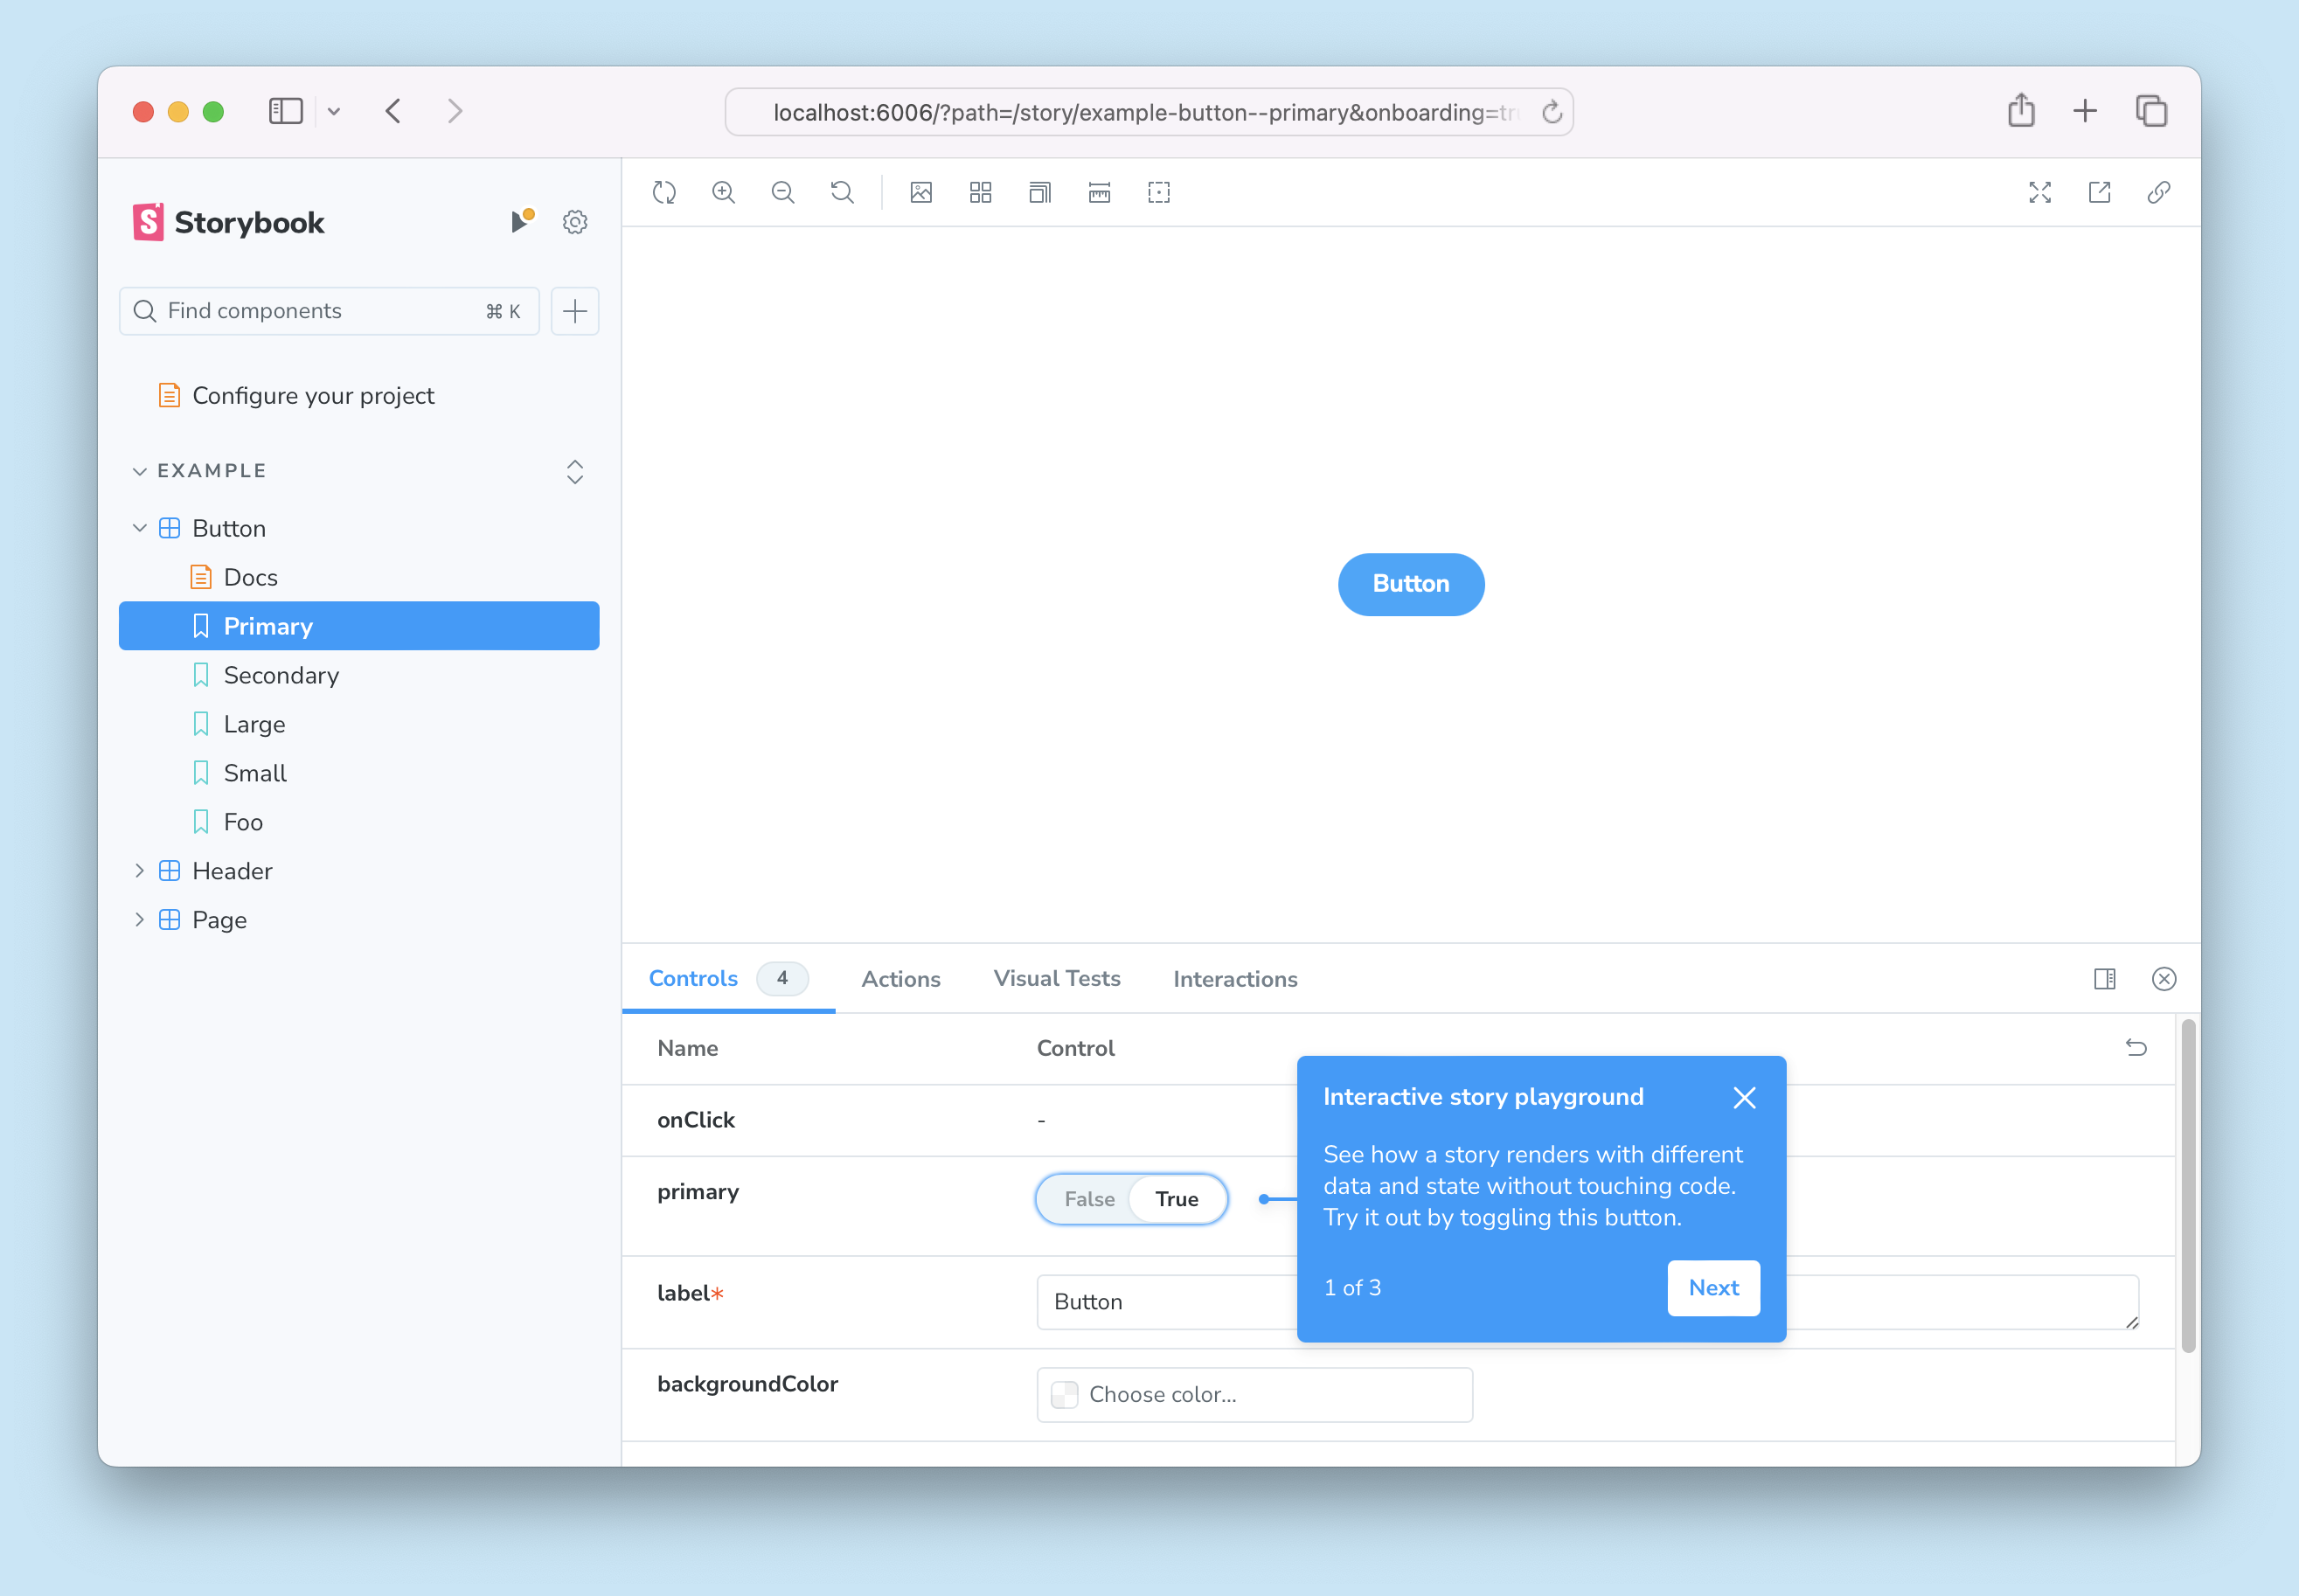 localhost:6006/?path=/story/example-button--primary&onboarding=tr
Storybook
Find components ⌘ K
Configure your project
EXAMPLE
Button
Docs
Primary
Secondary
Large
Small
Foo
Header
Page
Button
Controls 4 Actions Visual Tests Interactions
Name Control
onClick -
primary False True
label* Button
backgroundColor Choose color...
Interactive story playground
See how a story renders with different
data and state without touching code.
Try it out by toggling this button.
1 of 3 Next